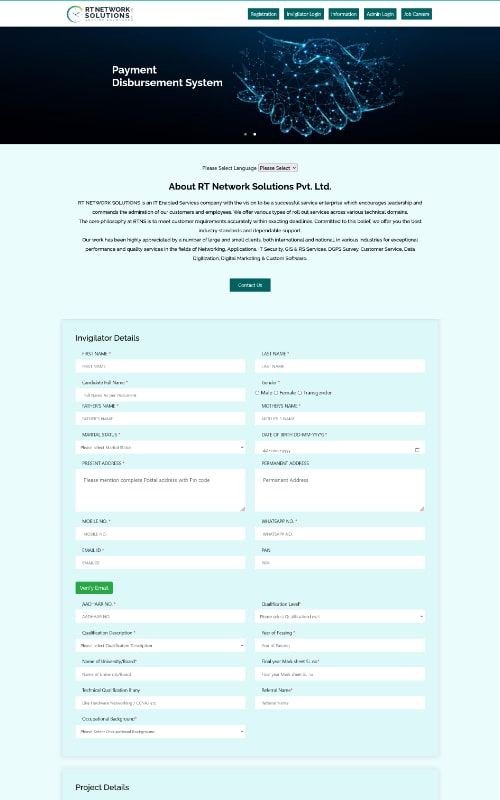 RT NETWORK
SOLUTIONS
Registration
Invigilator Login
Information
Admin Login
Job Careers
Payment
Disbursement System
Please Select Language
Please Select
About RT Network Solutions Pvt. Ltd.
RT NETWORK SOLUTIONS is an IT Enabled Services company with the vision to be a successful service enterprise which encourages leadership and
commands the admiration of our customers and employees. We offer various types of roll out services across various technical domains.
The core philosophy at RTNS is to meet customer requirements accurately within exacting deadlines. Committed to this belief, we offer you the best
industry standards and dependable support.
Our work has been highly appreciated by a number of large and small clients, both international and national, in various industries for exceptional
performance and quality services in the fields of Networking, Applications, IT Security, GIS & RS Services, DGPS Survey, Customer Service, Data
Digitization, Digital Marketing & Custom Software.
Contact Us
Invigilator Details
FIRST NAME *
LAST NAME *
FIRST NAME
LAST NAME
Candidate Full Name *
Gender *
Full Name As per document
Male
Female
Transgender
FATHER'S NAME *
MOTHER'S NAME *
FATHER'S NAME
MOTHER'S NAME
MARITAL STATUS *
DATE OF BIRTH DD-MM-YYYY *
Please select Marital Status
dd-mm-yyyy
PRESENT ADDRESS *
PERMANENT ADDRESS
Please mention complete Postal address with Pin code
Permanent Address
MOBILE NO. *
WHATSAPP NO. *
MOBILE NO.
WHATSAPP NO.
EMAIL ID *
PAN
EMAIL ID
PAN
Verify Email
AADHAAR NO. *
Qualification Level*
AADHAAR NO.
Please select Qualification Level
Qualification Description *
Year of Passing *
Please select Qualification Description
Year of Passing
Name of University/Board*
Final year Mark sheet SL no*
Name of University/Board
Final year Mark sheet SL no
Technical Qualification if any
Referral Name*
Like Hardware Networking / CCNA/ etc
Referral Name
Occupational Background*
Please Select Occupational Background
Project Details